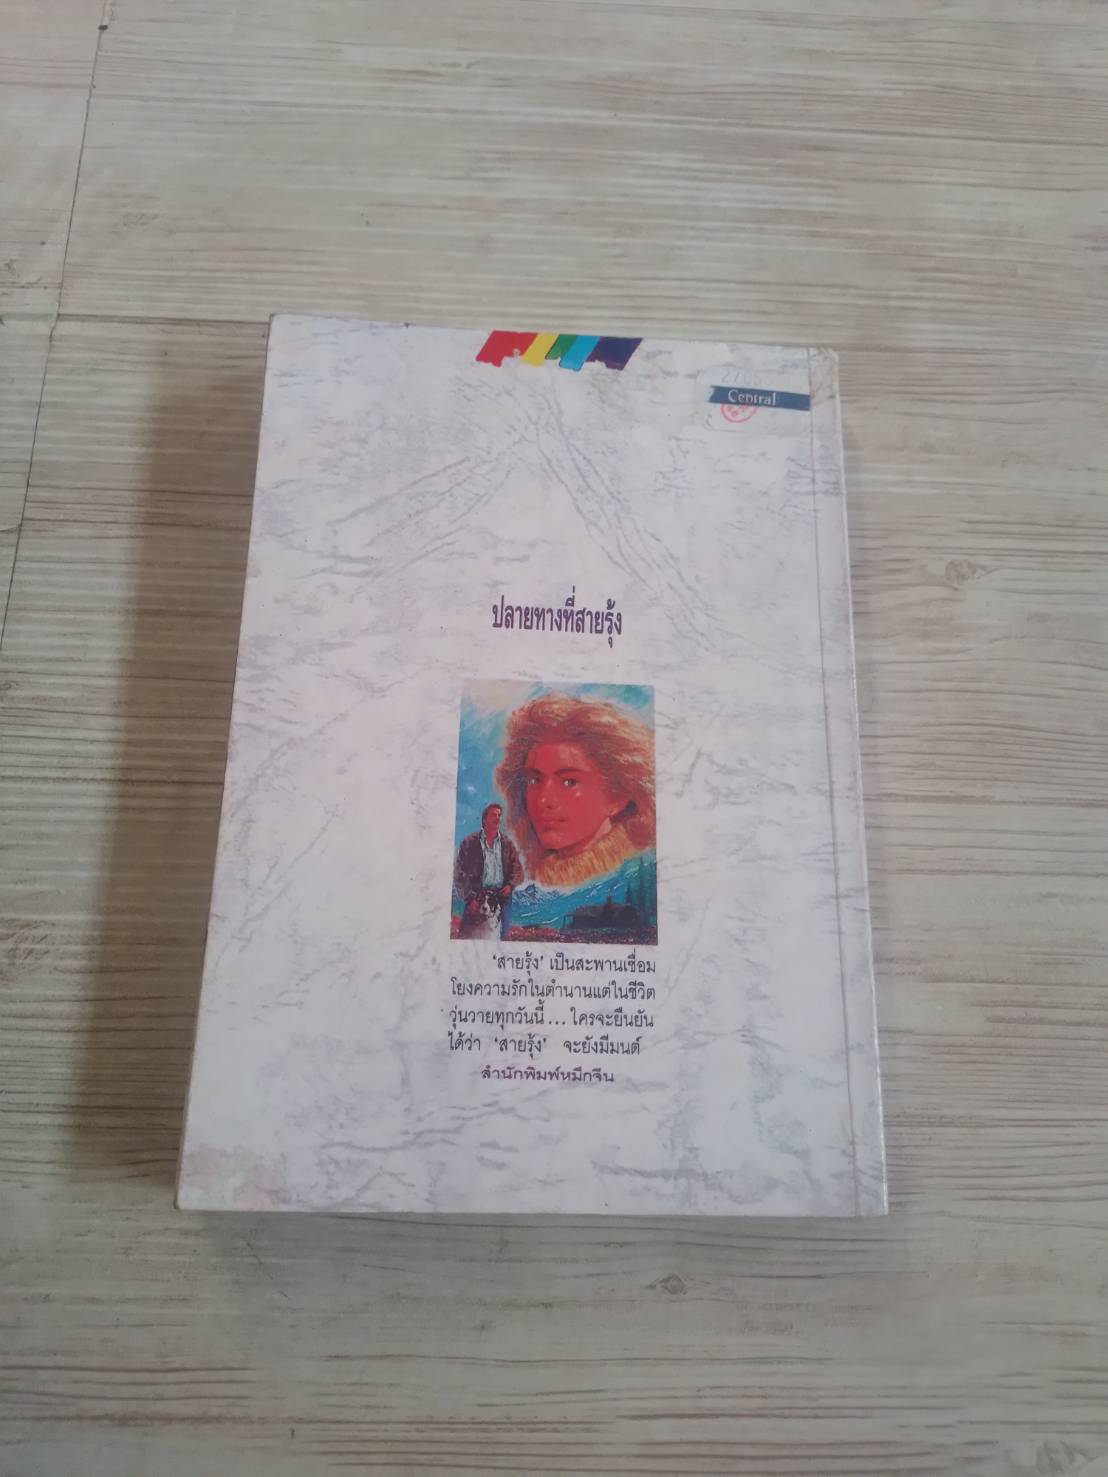 Central
ปลายทางที่สายรุ้ง
'สายรุ้ง' เป็นสะพานเชื่อม
โยงความรักในตำนานแต่ในชีวิต
วุ่นวายทุกวันนี้ ... ใครจะยืนยัน
ได้ว่า 'สายรุ้ง' จะยังมีมนต์
สำนักพิมพ์หมึกจีน